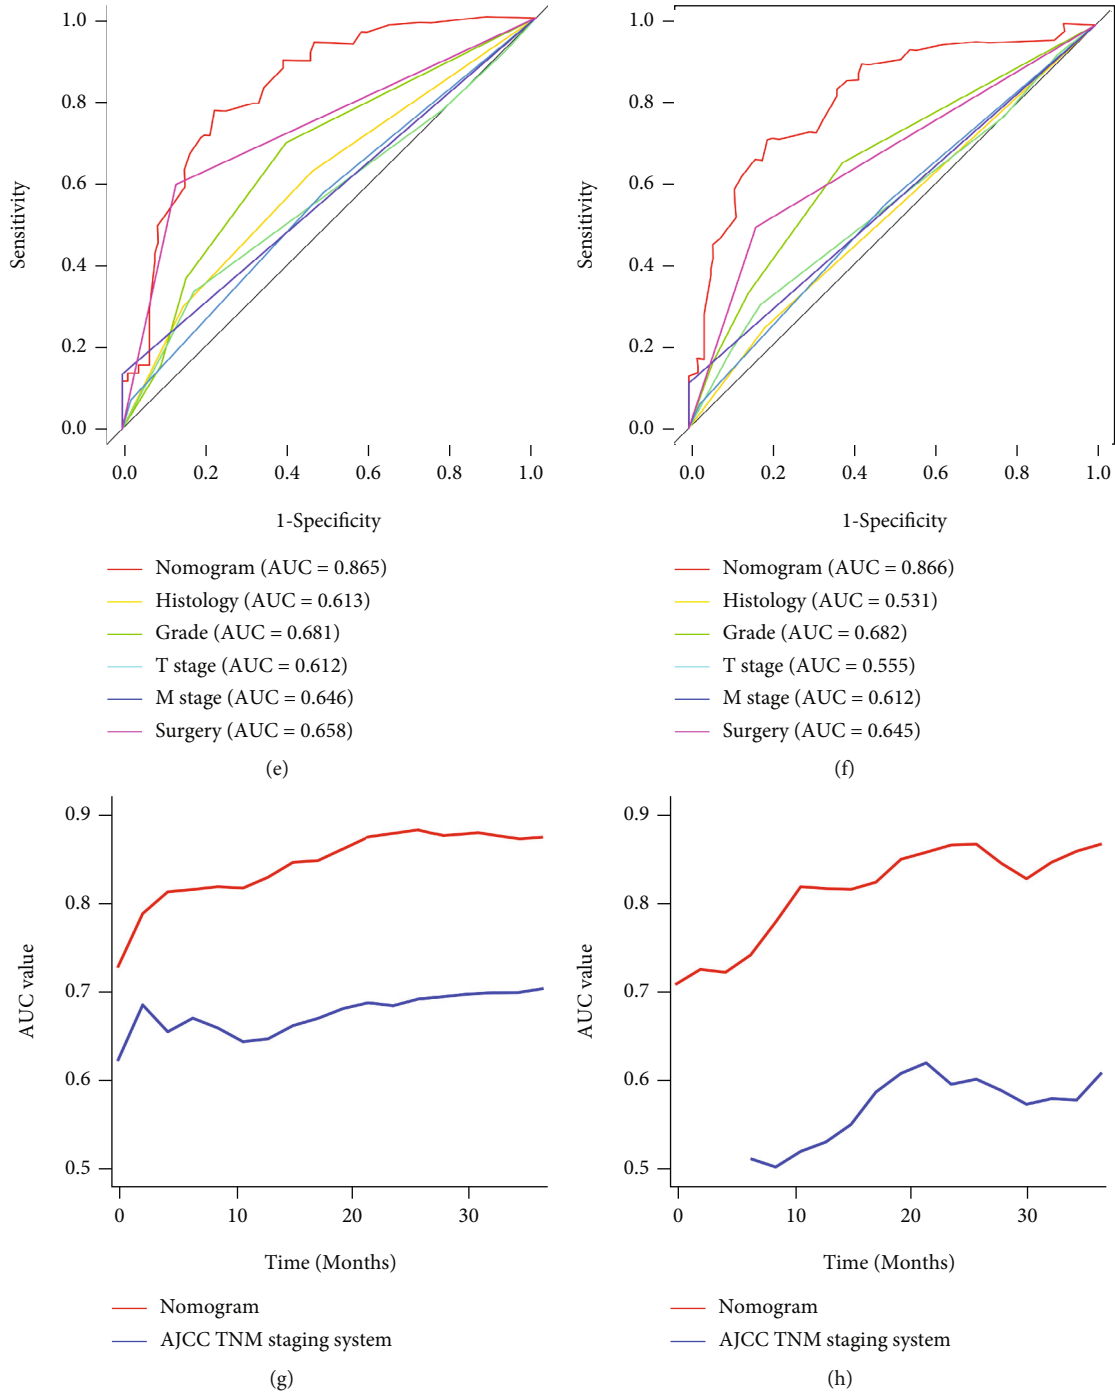 1.0
0.8
0.6
0.4
0.2
0.0
Sensitivity
0.0 0.2 0.4 0.6 0.8 1.0
1-Specificity
Nomogram (AUC = 0.865)
Histology (AUC = 0.613)
Grade (AUC = 0.681)
T stage (AUC = 0.612)
M stage (AUC = 0.646)
Surgery (AUC = 0.658)
(e)
1.0
0.8
0.6
0.4
0.2
0.0
Sensitivity
0.0 0.2 0.4 0.6 0.8 1.0
1-Specificity
Nomogram (AUC = 0.866)
Histology (AUC = 0.531)
Grade (AUC = 0.682)
T stage (AUC = 0.555)
M stage (AUC = 0.612)
Surgery (AUC = 0.645)
(f)
0.9
0.8
0.7
0.6
0.5
AUC value
0 10 20 30
Time (Months)
Nomogram
AJCC TNM staging system
(g)
0.9
0.8
0.7
0.6
0.5
AUC value
0 10 20 30
Time (Months)
Nomogram
AJCC TNM staging system
(h)